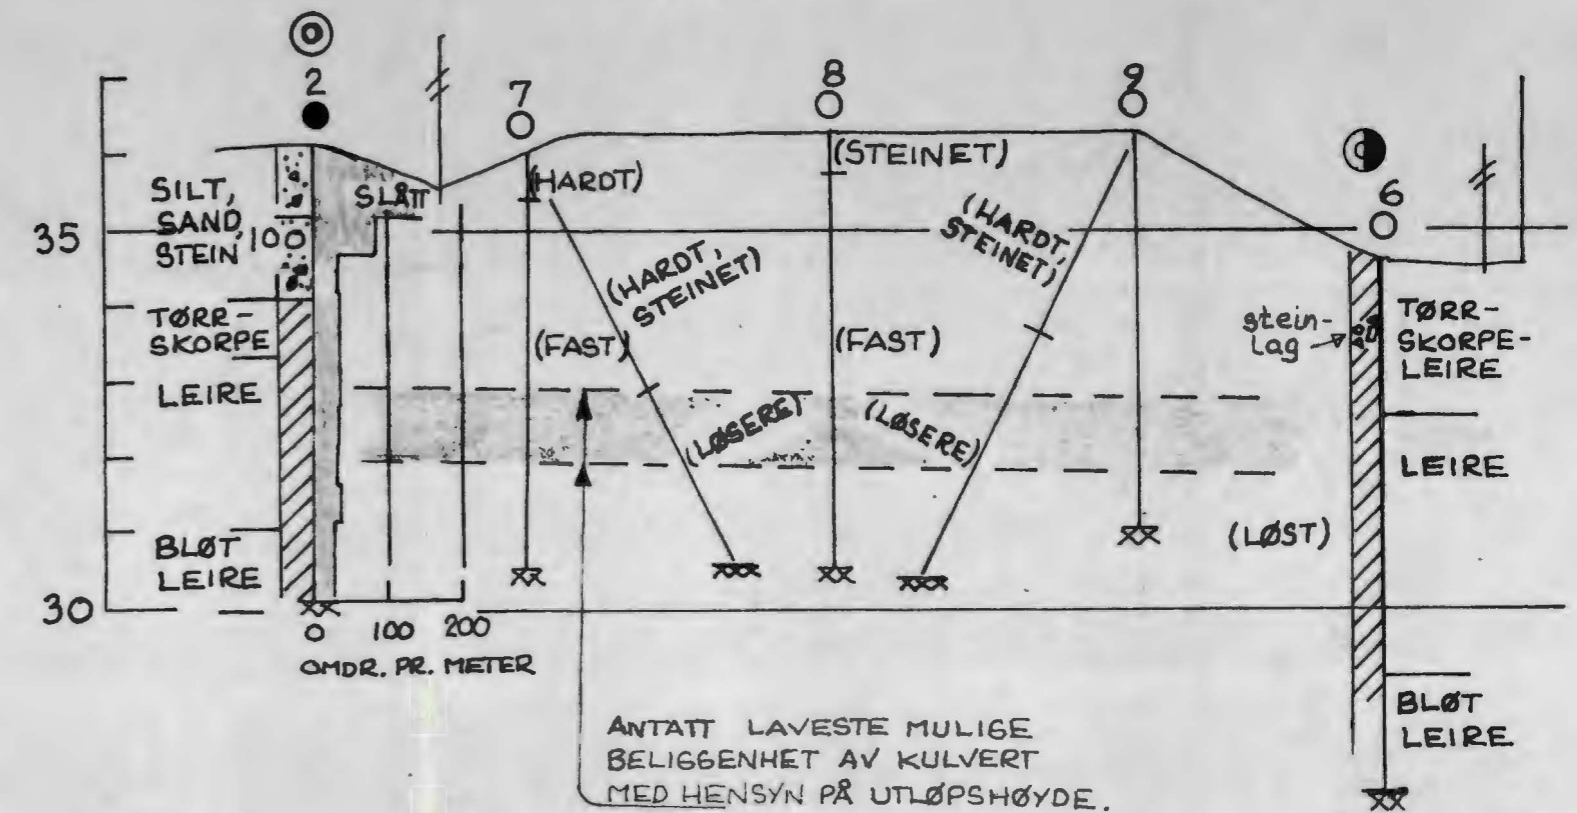 2
7
8
9
6
SILT,
SAND,
STEIN
100
SLÅTT
(HARDT)
(STEINET)
(HARDT,
STEINET)
(HARDT,
STEINET)
35
TØRR-
SKORPE
LEIRE
(FAST)
(FAST)
stein-
lag
TØRR-
SKORPE-
LEIRE
(LØSERE)
(LØSERE)
LEIRE
BLØT
LEIRE
(LØST)
30
0 100 200
OMDR. PR. METER
BLØT
LEIRE
ANTATT LAVESTE MULIGE
BELIGGENHET AV KULVERT
MED HENSYN PÅ UTLØPSHØYDE.